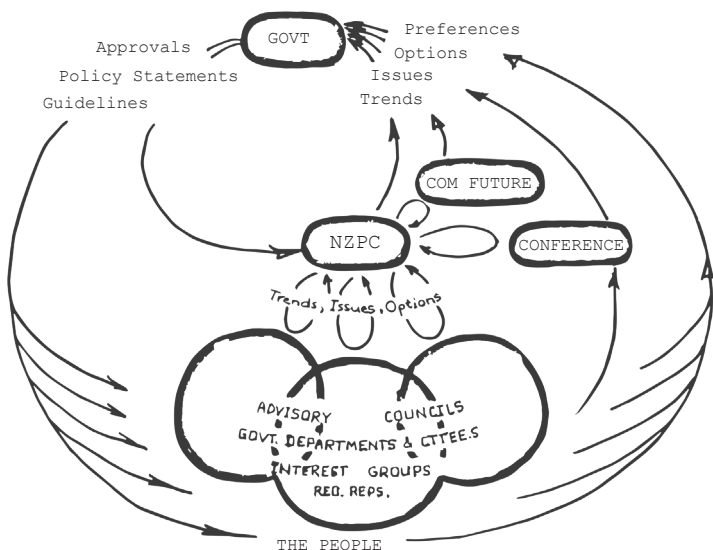 GOVT
Preferences
Options
Issues
Trends
Approvals
Policy Statements
Guidelines
COM FUTURE
NZPC
CONFERENCE
Trends, Issues, Options
ADVISORY COUNCILS
GOVT. DEPARTMENTS & CTTEE.S
INTEREST GROUPS
REG. REPS.
THE PEOPLE